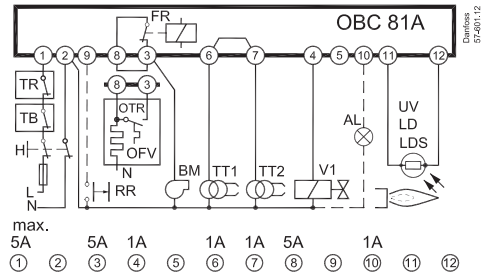 FR
OBC 81A
Danfoss
57-601.12
1 2 9 8 3 6 7 4 5 10 11 12
8 3
TR
OTR
TB
OFV
UV
LD
LDS
AL
H
N
BM
TT1
TT2
V1
L
RR
N
max.
5A 5A 1A 1A 1A 5A 1A
1 2 3 4 5 6 7 8 9 10 11 12